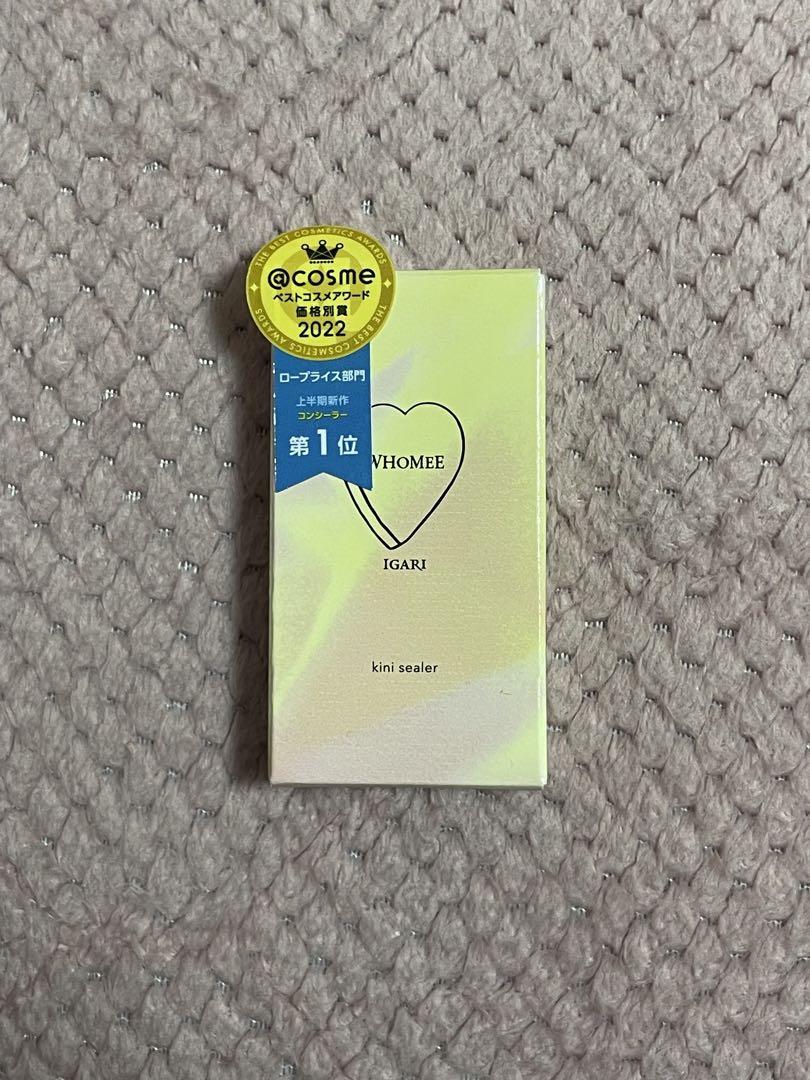 THE BEST COSMETICS AWARDS
@cosme
ベストコスメアワード
価格別賞
2022
THE BEST COSMETICS AWARDS
ロープライス部門
上半期新作
コンシーラー
第1位
WHOMEE
IGARI
kini sealer